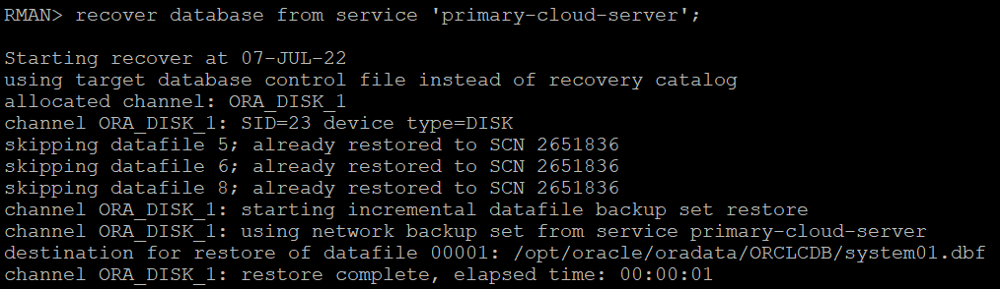 RMAN> recover database from service 'primary-cloud-server';
Starting recover at 07-JUL-22
using target database control file instead of recovery catalog
allocated channel: ORA_DISK_1
channel ORA_DISK_1: SID=23 device type=DISK
skipping datafile 5; already restored to SCN 2651836
skipping datafile 6; already restored to SCN 2651836
skipping datafile 8; already restored to SCN 2651836
channel ORA_DISK_1: starting incremental datafile backup set restore
channel ORA_DISK_1: using network backup set from service primary-cloud-server
destination for restore of datafile 00001: /opt/oracle/oradata/ORCLCDB/system01.dbf
channel ORA_DISK_1: restore complete, elapsed time: 00:00:01